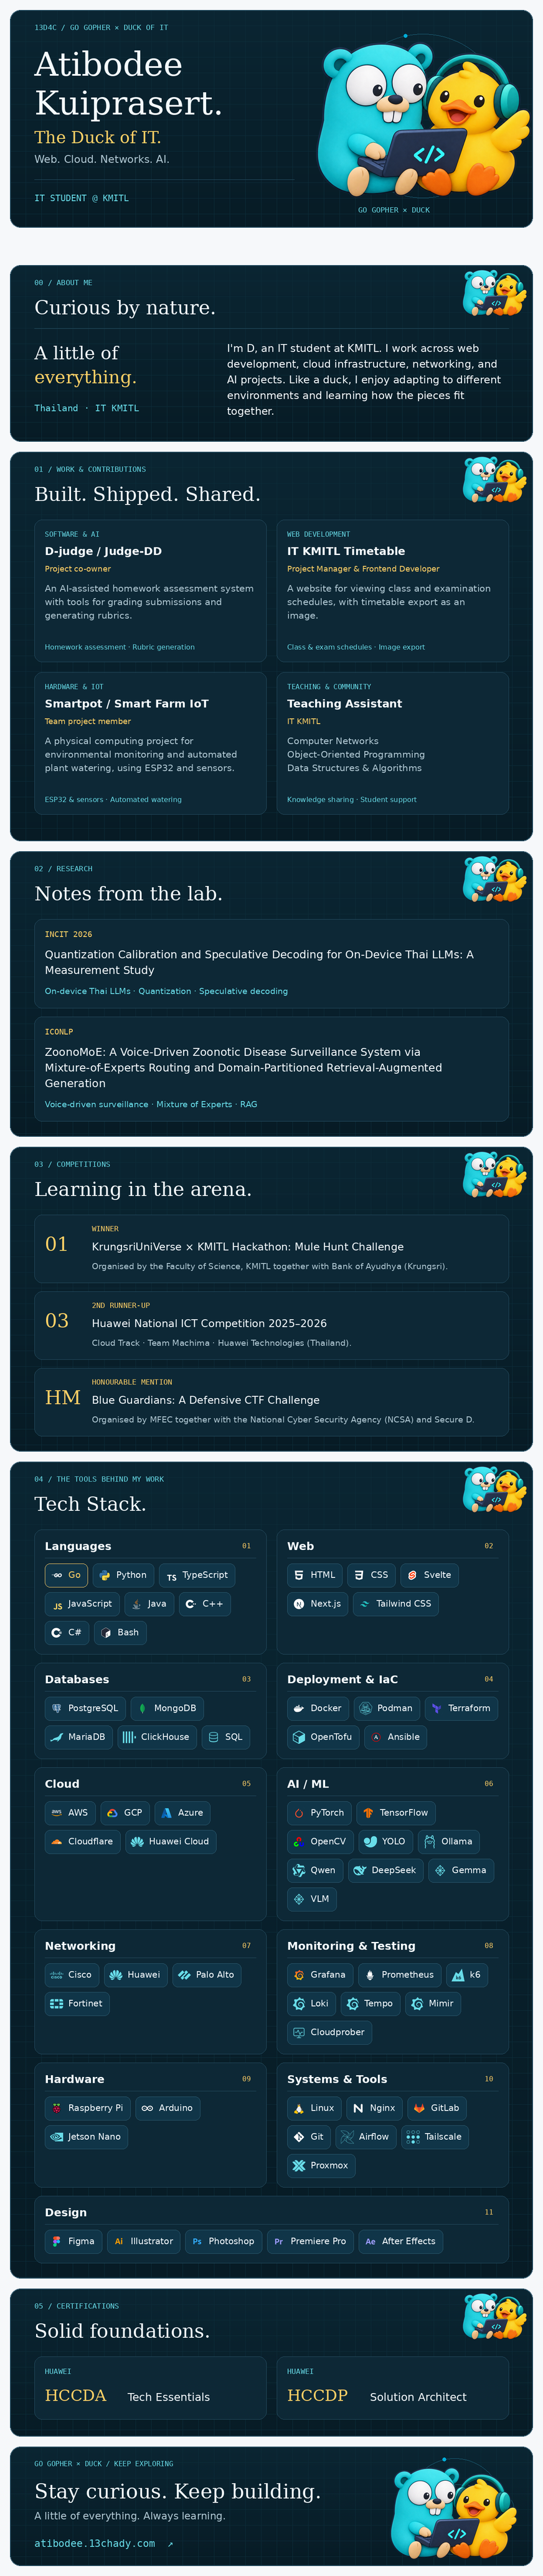 13D4C / GO GOPHER × DUCK OF IT
Atibodee
Kuiprasert.
The Duck of IT.
Web. Cloud. Networks. AI.
IT STUDENT @ KMITL
</>
GO GOPHER × DUCK
00 / ABOUT ME
Curious by nature.
A little of
everything.
Thailand · IT KMITL
I'm D, an IT student at KMITL. I work across web
development, cloud infrastructure, networking, and
AI projects. Like a duck, I enjoy adapting to different
environments and learning how the pieces fit
together.
01 / WORK & CONTRIBUTIONS
Built. Shipped. Shared.
SOFTWARE & AI
D-judge / Judge-DD
Project co-owner
An AI-assisted homework assessment system
with tools for grading submissions and
generating rubrics.
Homework assessment · Rubric generation
WEB DEVELOPMENT
IT KMITL Timetable
Project Manager & Frontend Developer
A website for viewing class and examination
schedules, with timetable export as an
image.
Class & exam schedules · Image export
HARDWARE & IOT
Smartpot / Smart Farm IoT
Team project member
A physical computing project for
environmental monitoring and automated
plant watering, using ESP32 and sensors.
ESP32 & sensors · Automated watering
TEACHING & COMMUNITY
Teaching Assistant
IT KMITL
Computer Networks
Object-Oriented Programming
Data Structures & Algorithms
Knowledge sharing · Student support
02 / RESEARCH
Notes from the lab.
INCIT 2026
Quantization Calibration and Speculative Decoding for On-Device Thai LLMs: A
Measurement Study
On-device Thai LLMs · Quantization · Speculative decoding
ICONLP
ZoonoMoE: A Voice-Driven Zoonotic Disease Surveillance System via
Mixture-of-Experts Routing and Domain-Partitioned Retrieval-Augmented
Generation
Voice-driven surveillance · Mixture of Experts · RAG
03 / COMPETITIONS
Learning in the arena.
01
WINNER
KrungsriUniVerse × KMITL Hackathon: Mule Hunt Challenge
Organised by the Faculty of Science, KMITL together with Bank of Ayudhya (Krungsri).
03
2ND RUNNER-UP
Huawei National ICT Competition 2025–2026
Cloud Track · Team Machima · Huawei Technologies (Thailand).
HM
HONOURABLE MENTION
Blue Guardians: A Defensive CTF Challenge
Organised by MFEC together with the National Cyber Security Agency (NCSA) and Secure D.
04 / THE TOOLS BEHIND MY WORK
Tech Stack.
Languages 01
Go Python TypeScript
JavaScript Java C++
C# Bash
Web 02
HTML CSS Svelte
Next.js Tailwind CSS
Databases 03
PostgreSQL MongoDB
MariaDB ClickHouse SQL
Deployment & IaC 04
Docker Podman Terraform
OpenTofu Ansible
Cloud 05
AWS GCP Azure
Cloudflare Huawei Cloud
AI / ML 06
PyTorch TensorFlow
OpenCV YOLO Ollama
Qwen DeepSeek Gemma
VLM
Networking 07
Cisco Huawei Palo Alto
Fortinet
Monitoring & Testing 08
Grafana Prometheus k6
Loki Tempo Mimir
Cloudprober
Hardware 09
Raspberry Pi Arduino
Jetson Nano
Systems & Tools 10
Linux Nginx GitLab
Git Airflow Tailscale
Proxmox
Design 11
Figma Illustrator Photoshop Premiere Pro After Effects
05 / CERTIFICATIONS
Solid foundations.
HUAWEI
HCCDA Tech Essentials
HUAWEI
HCCDP Solution Architect
GO GOPHER × DUCK / KEEP EXPLORING
Stay curious. Keep building.
A little of everything. Always learning.
atibodee.13chady.com ↗
</>